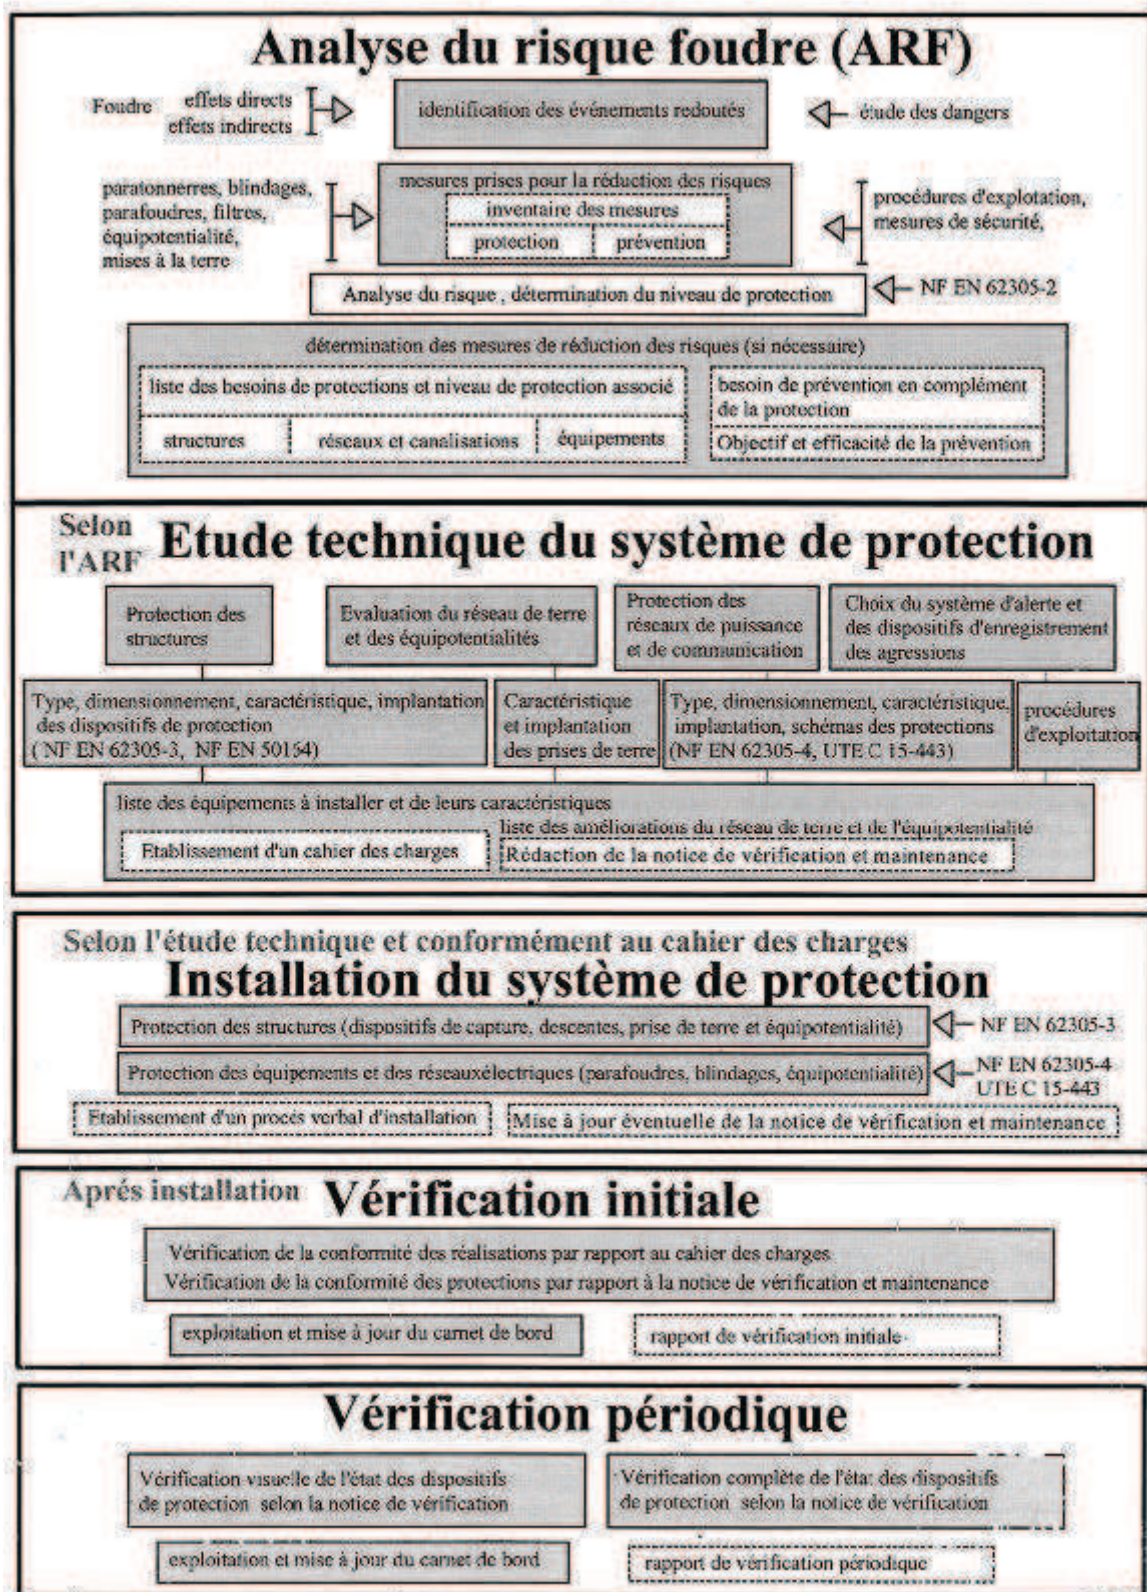 Analyse du risque foudre (ARF)
Foudre
effets directs
effets indirects
identification des événements redoutés
étude des dangers
paratonnerres, blindages,
parafoudres, filtres,
équipotentialité,
mises à la terre
mesures prises pour la réduction des risques
inventaire des mesures
protection
prévention
procédures d'explotation,
mesures de sécurité,
Analyse du risque , détermination du niveau de protection
NF EN 62305-2
détermination des mesures de réduction des risques (si nécessaire)
liste des besoins de protections et niveau de protection associé
structures
réseaux et canalisations
équipements
besoin de prévention en complément
de la protection
Objectif et efficacité de la prévention
Selon
l'ARF
Etude technique du système de protection
Protection des
structures
Evaluation du réseau de terre
et des équipotentialités
Protection des
réseaux de puissance
et de communication
Choix du système d'alerte et
des dispositifs d'enregistrement
des agressions
Type, dimensionnement, caractéristique, implantation
des dispositifs de protection
( NF EN 62305-3, NF EN 50164)
Caractéristique
et implantation
des prises de terre
Type, dimensionnement, caractéristique,
implantation, schémas des protections
(NF EN 62305-4, UTE C 15-443)
procédures
d'exploitation
liste des équipements à installer et de leurs caractéristiques
liste des améliorations du réseau de terre et de l'équipotentialité
Etablissement d'un cahier des charges
Rédaction de la notice de vérification et maintenance
Selon l'étude technique et conformément au cahier des charges
Installation du système de protection
Protection des structures (dispositifs de capture, descentes, prise de terre et équipotentialité)
NF EN 62305-3
Protection des équipements et des réseauxélectriques (parafoudres, blindages, équipotentialité)
NF EN 62305-4
UTE C 15-443
Etablissement d'un procés verbal d'installation
Mise à jour éventuelle de la notice de vérification et maintenance
Aprés installation
Vérification initiale
Vérification de la conformité des réalisations par rapport au cahier des charges
Vérification de la conformité des protections par rapport à la notice de vérification et maintenance
exploitation et mise à jour du carnet de bord
rapport de vérification initiale
Vérification périodique
Vérification visuelle de l'état des dispositifs
de protection selon la notice de vérification
Vérification complète de l'état des dispositifs
de protection selon la notice de vérification
exploitation et mise à jour du carnet de bord
rapport de vérification périodique